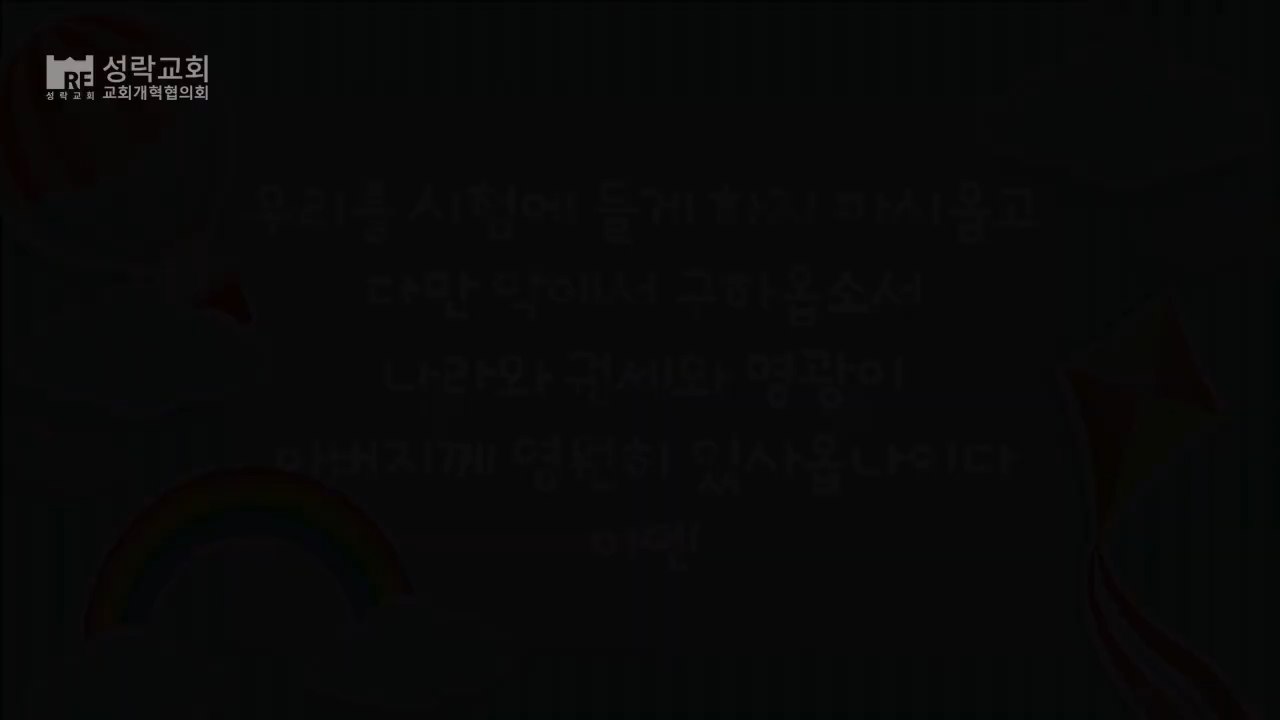 RE
성락교회
성락교회
교회개혁협의회
우리를 시험에 들게 하지 마시옵고
다만 악에서 구하옵소서
나라와 권세와 영광이
아버지께 영원히 있사옵나이다
아멘!